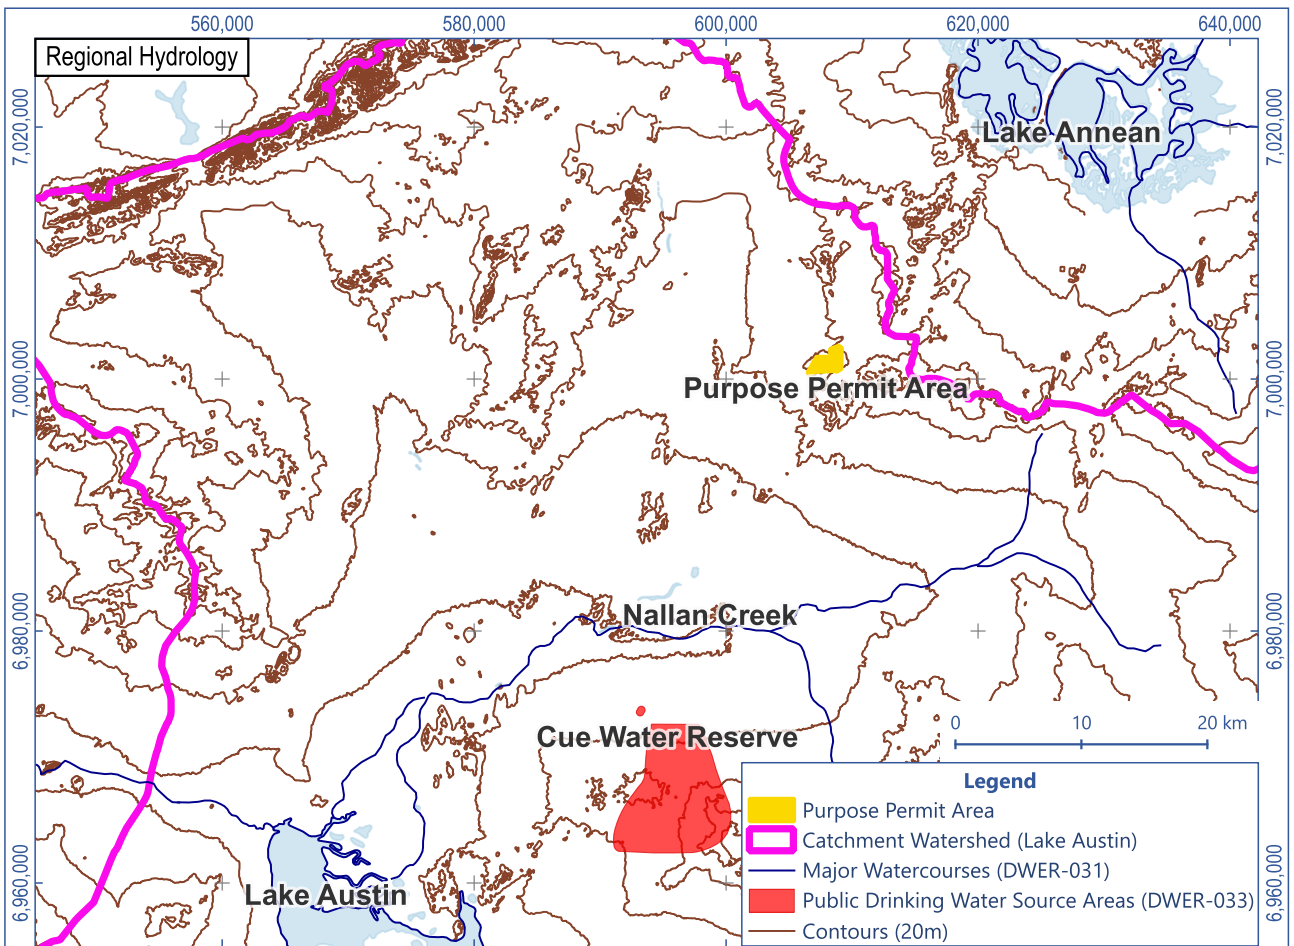 560,000
580,000
600,000
620,000
640,000
Regional Hydrology
7,020,000
7,020,000
Lake Annean
7,000,000
7,000,000
Purpose Permit Area
6,980,000
6,980,000
Nallan Creek
Cue Water Reserve
0
10
20 km
Legend
Purpose Permit Area
Catchment Watershed (Lake Austin)
Major Watercourses (DWER-031)
Public Drinking Water Source Areas (DWER-033)
Contours (20m)
6,960,000
6,960,000
Lake Austin